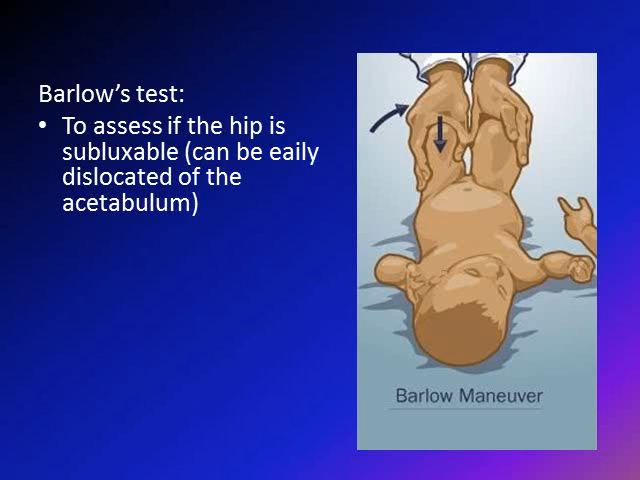 Barlow’s test:
• To assess if the hip is
subluxable (can be eaily
dislocated of the
acetabulum)
Barlow Maneuver